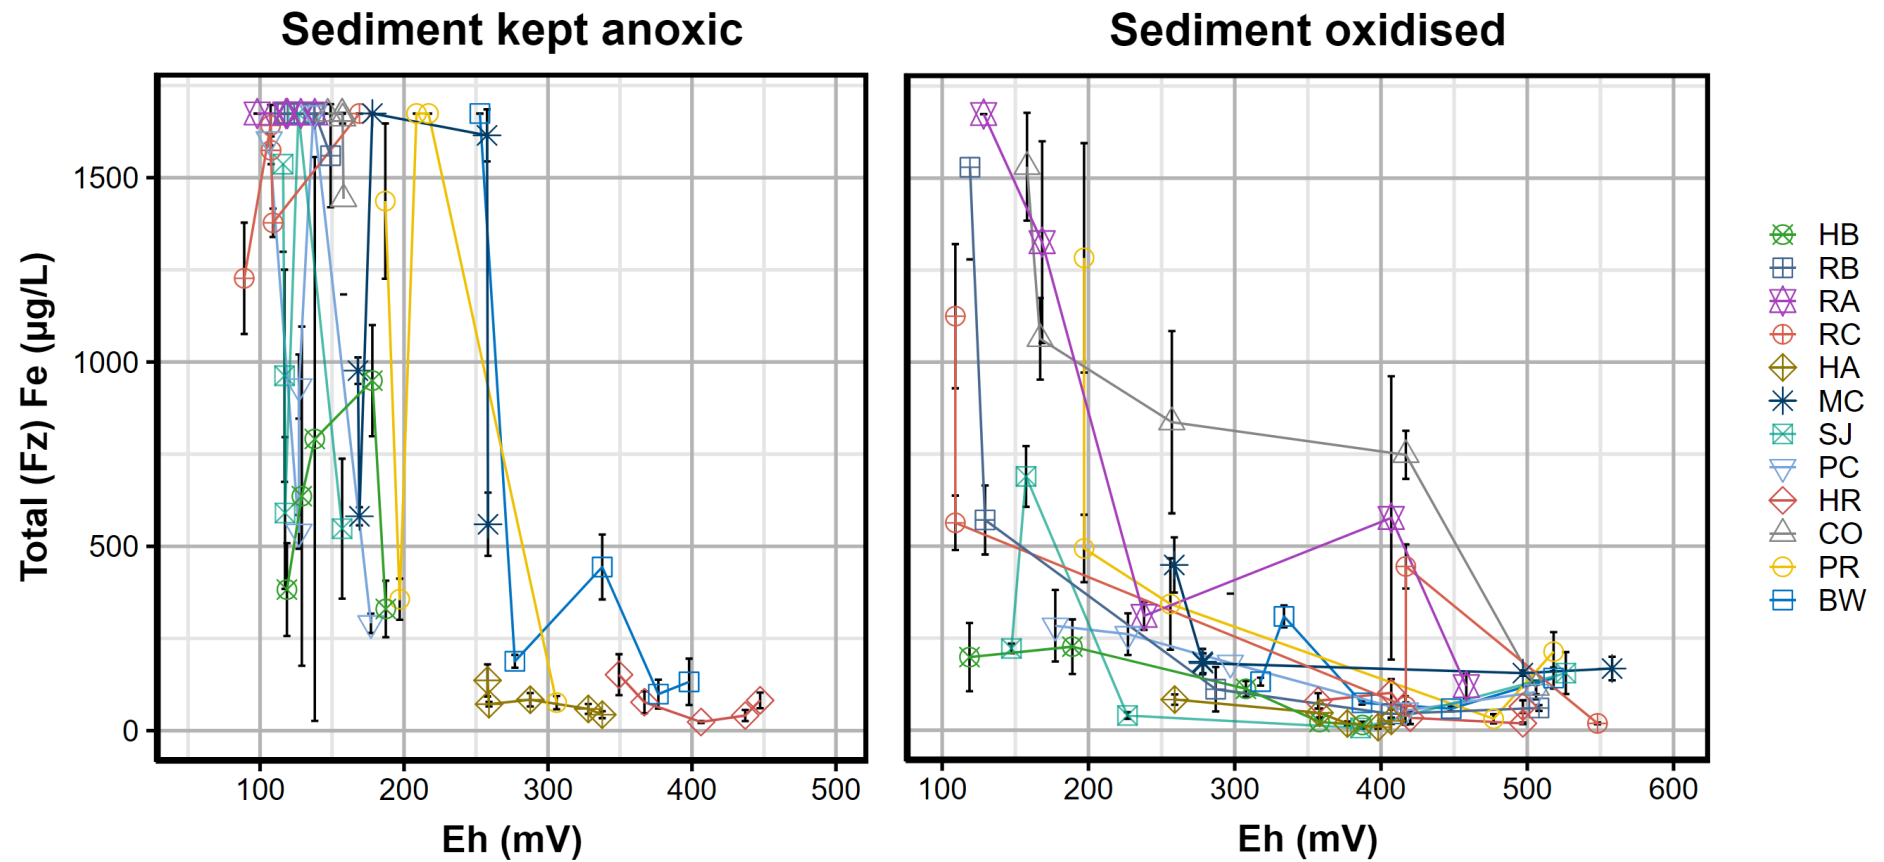 Sediment kept anoxic
Sediment oxidised
Total (Fz) Fe (µg/L)
1500
1000
500
0
100 200 300 400 500
100 200 300 400 500 600
Eh (mV)
Eh (mV)
HB
RB
RA
RC
HA
MC
SJ
PC
HR
CO
PR
BW